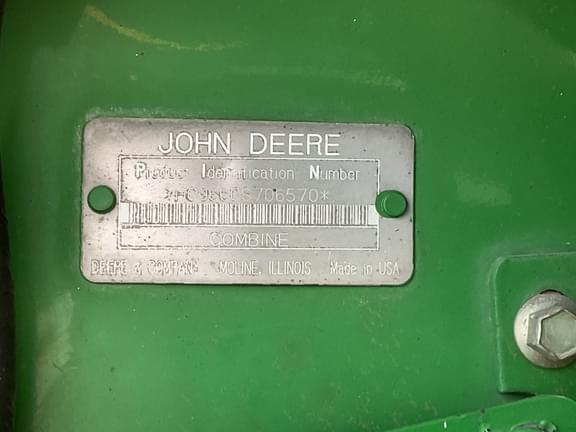 JOHN DEERE
Product Identification Number
COMBINE
DEERE & COMPANY MOLINE, ILLINOIS Made in USA